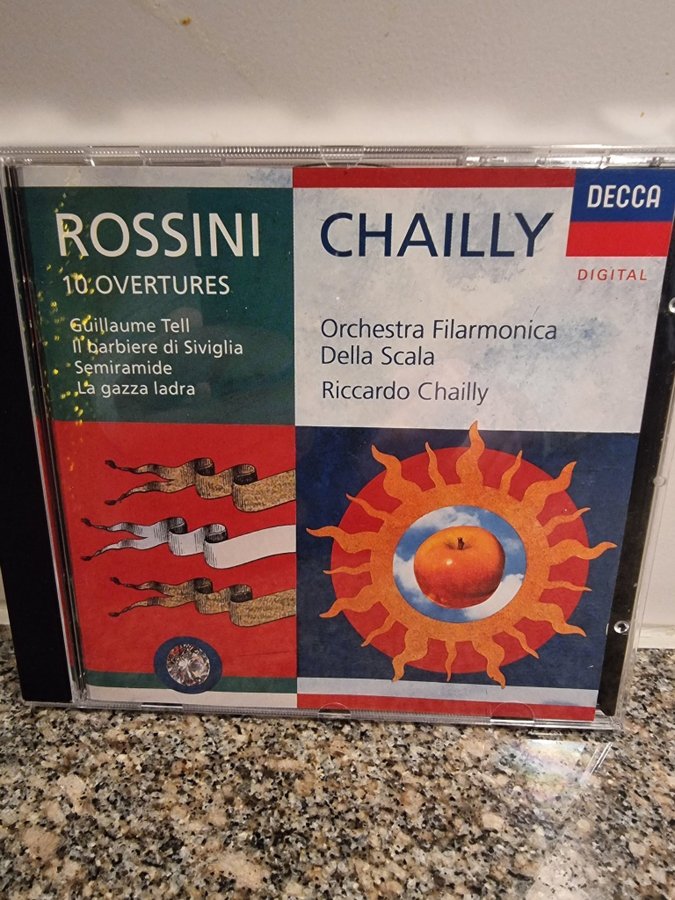 ROSSINI
10 OVERTURES
Guillaume Tell
Il barbiere di Siviglia
Semiramide
La gazza ladra
CHAILLY
Orchestra Filarmonica
Della Scala
Riccardo Chailly
DECCA
DIGITAL